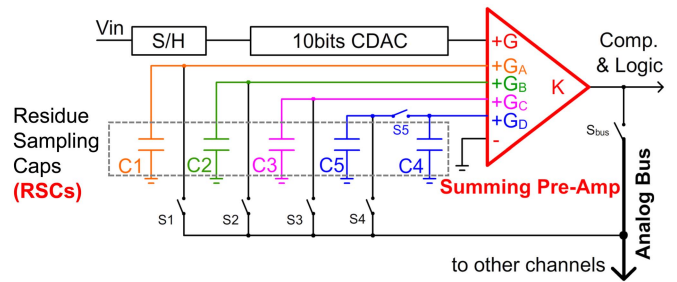 Vin
S/H
10bits CDAC
+G
Comp.
& Logic
+GA
+GB
K
+GC
+GD
S5
-
Sbus
Residue
Sampling
Caps
(RSCs)
C1
C2
C3
C5
C4
Summing Pre-Amp
Analog Bus
S1
S2
S3
S4
to other channels